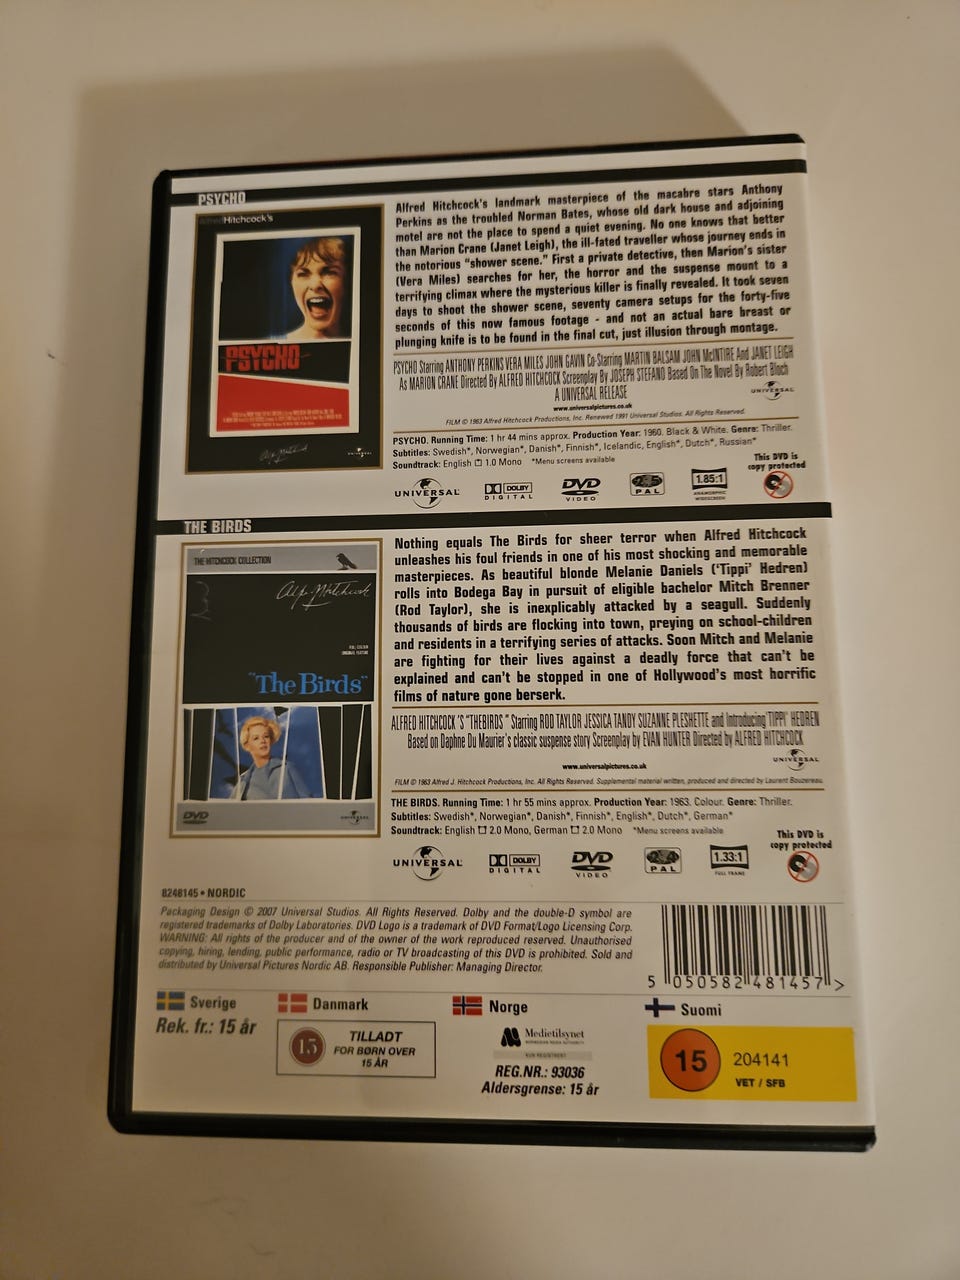 PSYCHO
Alfred Hitchcock's
PSYCHO
UNIVERSAL
Alfred Hitchcock's landmark masterpiece of the macabre stars Anthony
Perkins as the troubled Norman Bates, whose old dark house and adjoining
motel are not the place to spend a quiet evening. No one knows that better
than Marion Crane (Janet Leigh), the ill-fated traveller whose journey ends in
the notorious "shower scene." First a private detective, then Marion's sister
(Vera Miles) searches for her, the horror and the suspense mount to a
terrifying climax where the mysterious killer is finally revealed. It took seven
days to shoot the shower scene, seventy camera setups for the forty-five
seconds of this now famous footage - and not an actual bare breast or
plunging knife is to be found in the final cut, just illusion through montage.
PSYCHO Starring ANTHONY PERKINS VERA MILES JOHN GAVIN Co-Starring MARTIN BALSAM JOHN McINTIRE And JANET LEIGH
As MARION CRANE Directed By ALFRED HITCHCOCK Screenplay By JOSEPH STEFANO Based On The Novel By Robert Bloch
A UNIVERSAL RELEASE
UNIVERSAL
www.universalpictures.co.uk
FILM © 1963 Alfred Hitchcock Productions, Inc. Renewed 1991 Universal Studios. All Rights Reserved.
PSYCHO. Running Time: 1 hr 44 mins approx. Production Year: 1960. Black & White. Genre: Thriller.
Subtitles: Swedish*, Norwegian*, Danish*, Finnish*, Icelandic, English*, Dutch*, Russian*
Soundtrack: English 1.0 Mono *Menu screens available
This DVD is
copy protected
UNIVERSAL
DOLBY
DIGITAL
DVD
VIDEO
2 5
PAL
1.85:1
ANAMORPHIC
WIDESCREEN
THE BIRDS
THE HITCHCOCK COLLECTION
Alfred Hitchcock
FULL COLOUR
ORIGINAL FEATURE
"The Birds"
DVD
UNIVERSAL
Nothing equals The Birds for sheer terror when Alfred Hitchcock
unleashes his foul friends in one of his most shocking and memorable
masterpieces. As beautiful blonde Melanie Daniels ('Tippi' Hedren)
rolls into Bodega Bay in pursuit of eligible bachelor Mitch Brenner
(Rod Taylor), she is inexplicably attacked by a seagull. Suddenly
thousands of birds are flocking into town, preying on school-children
and residents in a terrifying series of attacks. Soon Mitch and Melanie
are fighting for their lives against a deadly force that can't be
explained and can't be stopped in one of Hollywood's most horrific
films of nature gone berserk.
ALFRED HITCHCOCK'S "THEBIRDS" Starring ROD TAYLOR JESSICA TANDY SUZANNE PLESHETTE and Introducing 'TIPPI' HEDREN
Based on Daphne Du Maurier's classic suspense story Screenplay by EVAN HUNTER Directed by ALFRED HITCHCOCK
www.universalpictures.co.uk
UNIVERSAL
FILM © 1963 Alfred J. Hitchcock Productions, Inc. All Rights Reserved. Supplemental material written, produced and directed by Laurent Bouzereau.
THE BIRDS. Running Time: 1 hr 55 mins approx. Production Year: 1963. Colour. Genre: Thriller.
Subtitles: Swedish*, Norwegian*, Danish*, Finnish*, English*, Dutch*, German*
Soundtrack: English 2.0 Mono, German 2.0 Mono *Menu screens available
This DVD is
copy protected
UNIVERSAL
DOLBY
DIGITAL
DVD
VIDEO
PAL
1.33:1
FULL FRAME
8248145 • NORDIC
Packaging Design © 2007 Universal Studios. All Rights Reserved. Dolby and the double-D symbol are
registered trademarks of Dolby Laboratories. DVD Logo is a trademark of DVD Format/Logo Licensing Corp.
WARNING: All rights of the producer and of the owner of the work reproduced reserved. Unauthorised
copying, hiring, lending, public performance, radio or TV broadcasting of this DVD is prohibited. Sold and
distributed by Universal Pictures Nordic AB. Responsible Publisher: Managing Director.
5 050582 481457 >
Sverige
Rek. fr.: 15 år
Danmark
15
TILLADT
FOR BØRN OVER
15 ÅR
Norge
Medietilsynet
NORWEGIAN MEDIA AUTHORITY
KUN REGISTRERT
REG.NR.: 93036
Aldersgrense: 15 år
Suomi
15
204141
VET / SFB